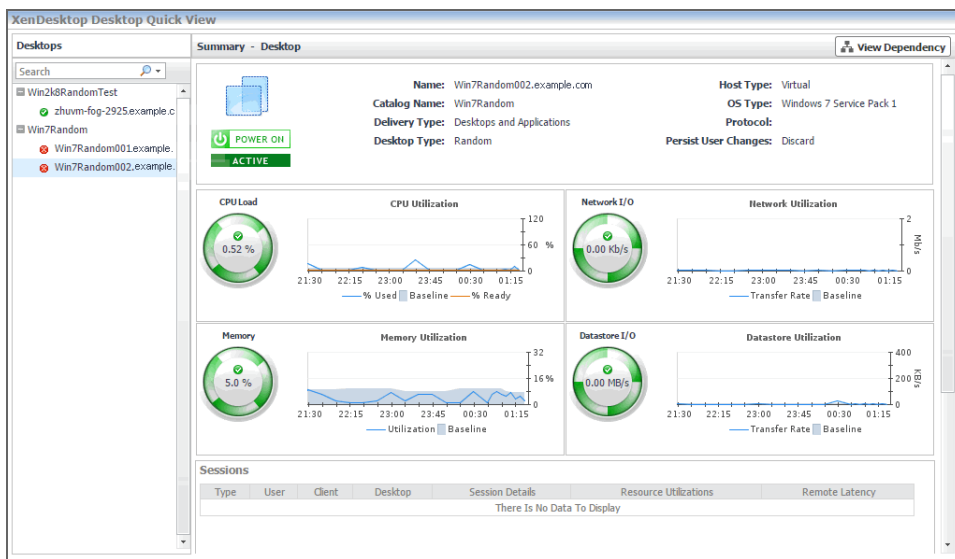 XenDesktop Desktop Quick View
Desktops
Search
Win2k8RandomTest
zhuvm-fog-2925.example.c
Win7Random
Win7Random001.example.
Win7Random002.example.
Summary - Desktop
View Dependency
POWER ON
ACTIVE
Name: Win7Random002.example.com
Catalog Name: Win7Random
Delivery Type: Desktops and Applications
Desktop Type: Random
Host Type: Virtual
OS Type: Windows 7 Service Pack 1
Protocol:
Persist User Changes: Discard
CPU Load
0.52 %
CPU Utilization
120
60 %
0
21:30 22:15 23:00 23:45 00:30 01:15
% Used Baseline % Ready
Network I/O
0.00 Kb/s
Network Utilization
2
Mb/s
0
21:30 22:15 23:00 23:45 00:30 01:15
Transfer Rate Baseline
Memory
5.0 %
Memory Utilization
32
16 %
0
21:30 22:15 23:00 23:45 00:30 01:15
Utilization Baseline
Datastore I/O
0.00 MB/s
Datastore Utilization
400
200 KB/s
0
21:30 22:15 23:00 23:45 00:30 01:15
Transfer Rate Baseline
Sessions
Type User Client Desktop Session Details Resource Utilizations Remote Latency
There Is No Data To Display